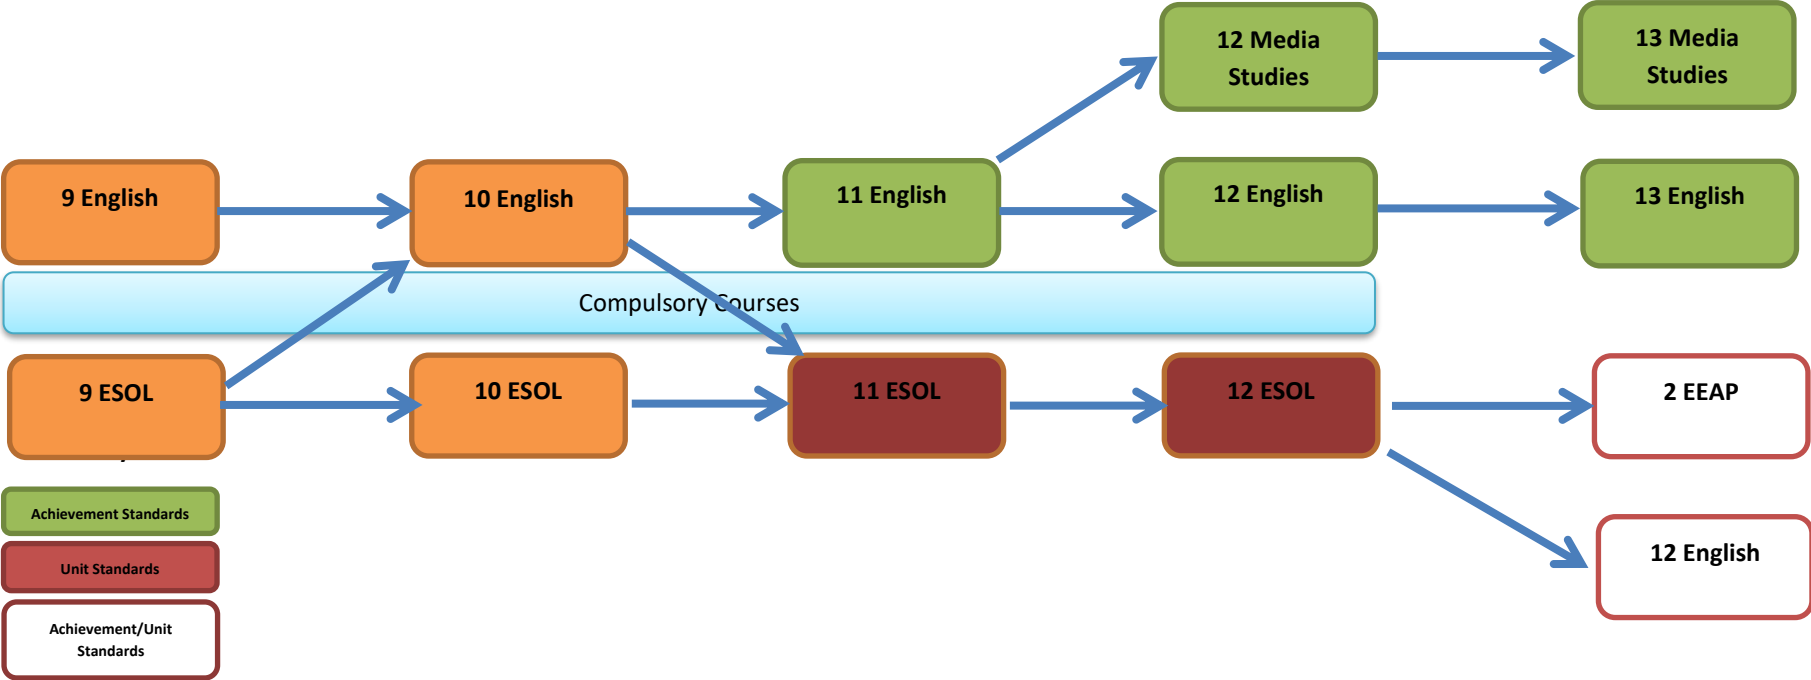 12 Media
Studies
13 Media
Studies
9 English
10 English
11 English
12 English
13 English
Compulsory Courses
9 ESOL
10 ESOL
11 ESOL
12 ESOL
2 EEAP
12 English
Achievement Standards
Unit Standards
Achievement/Unit
Standards